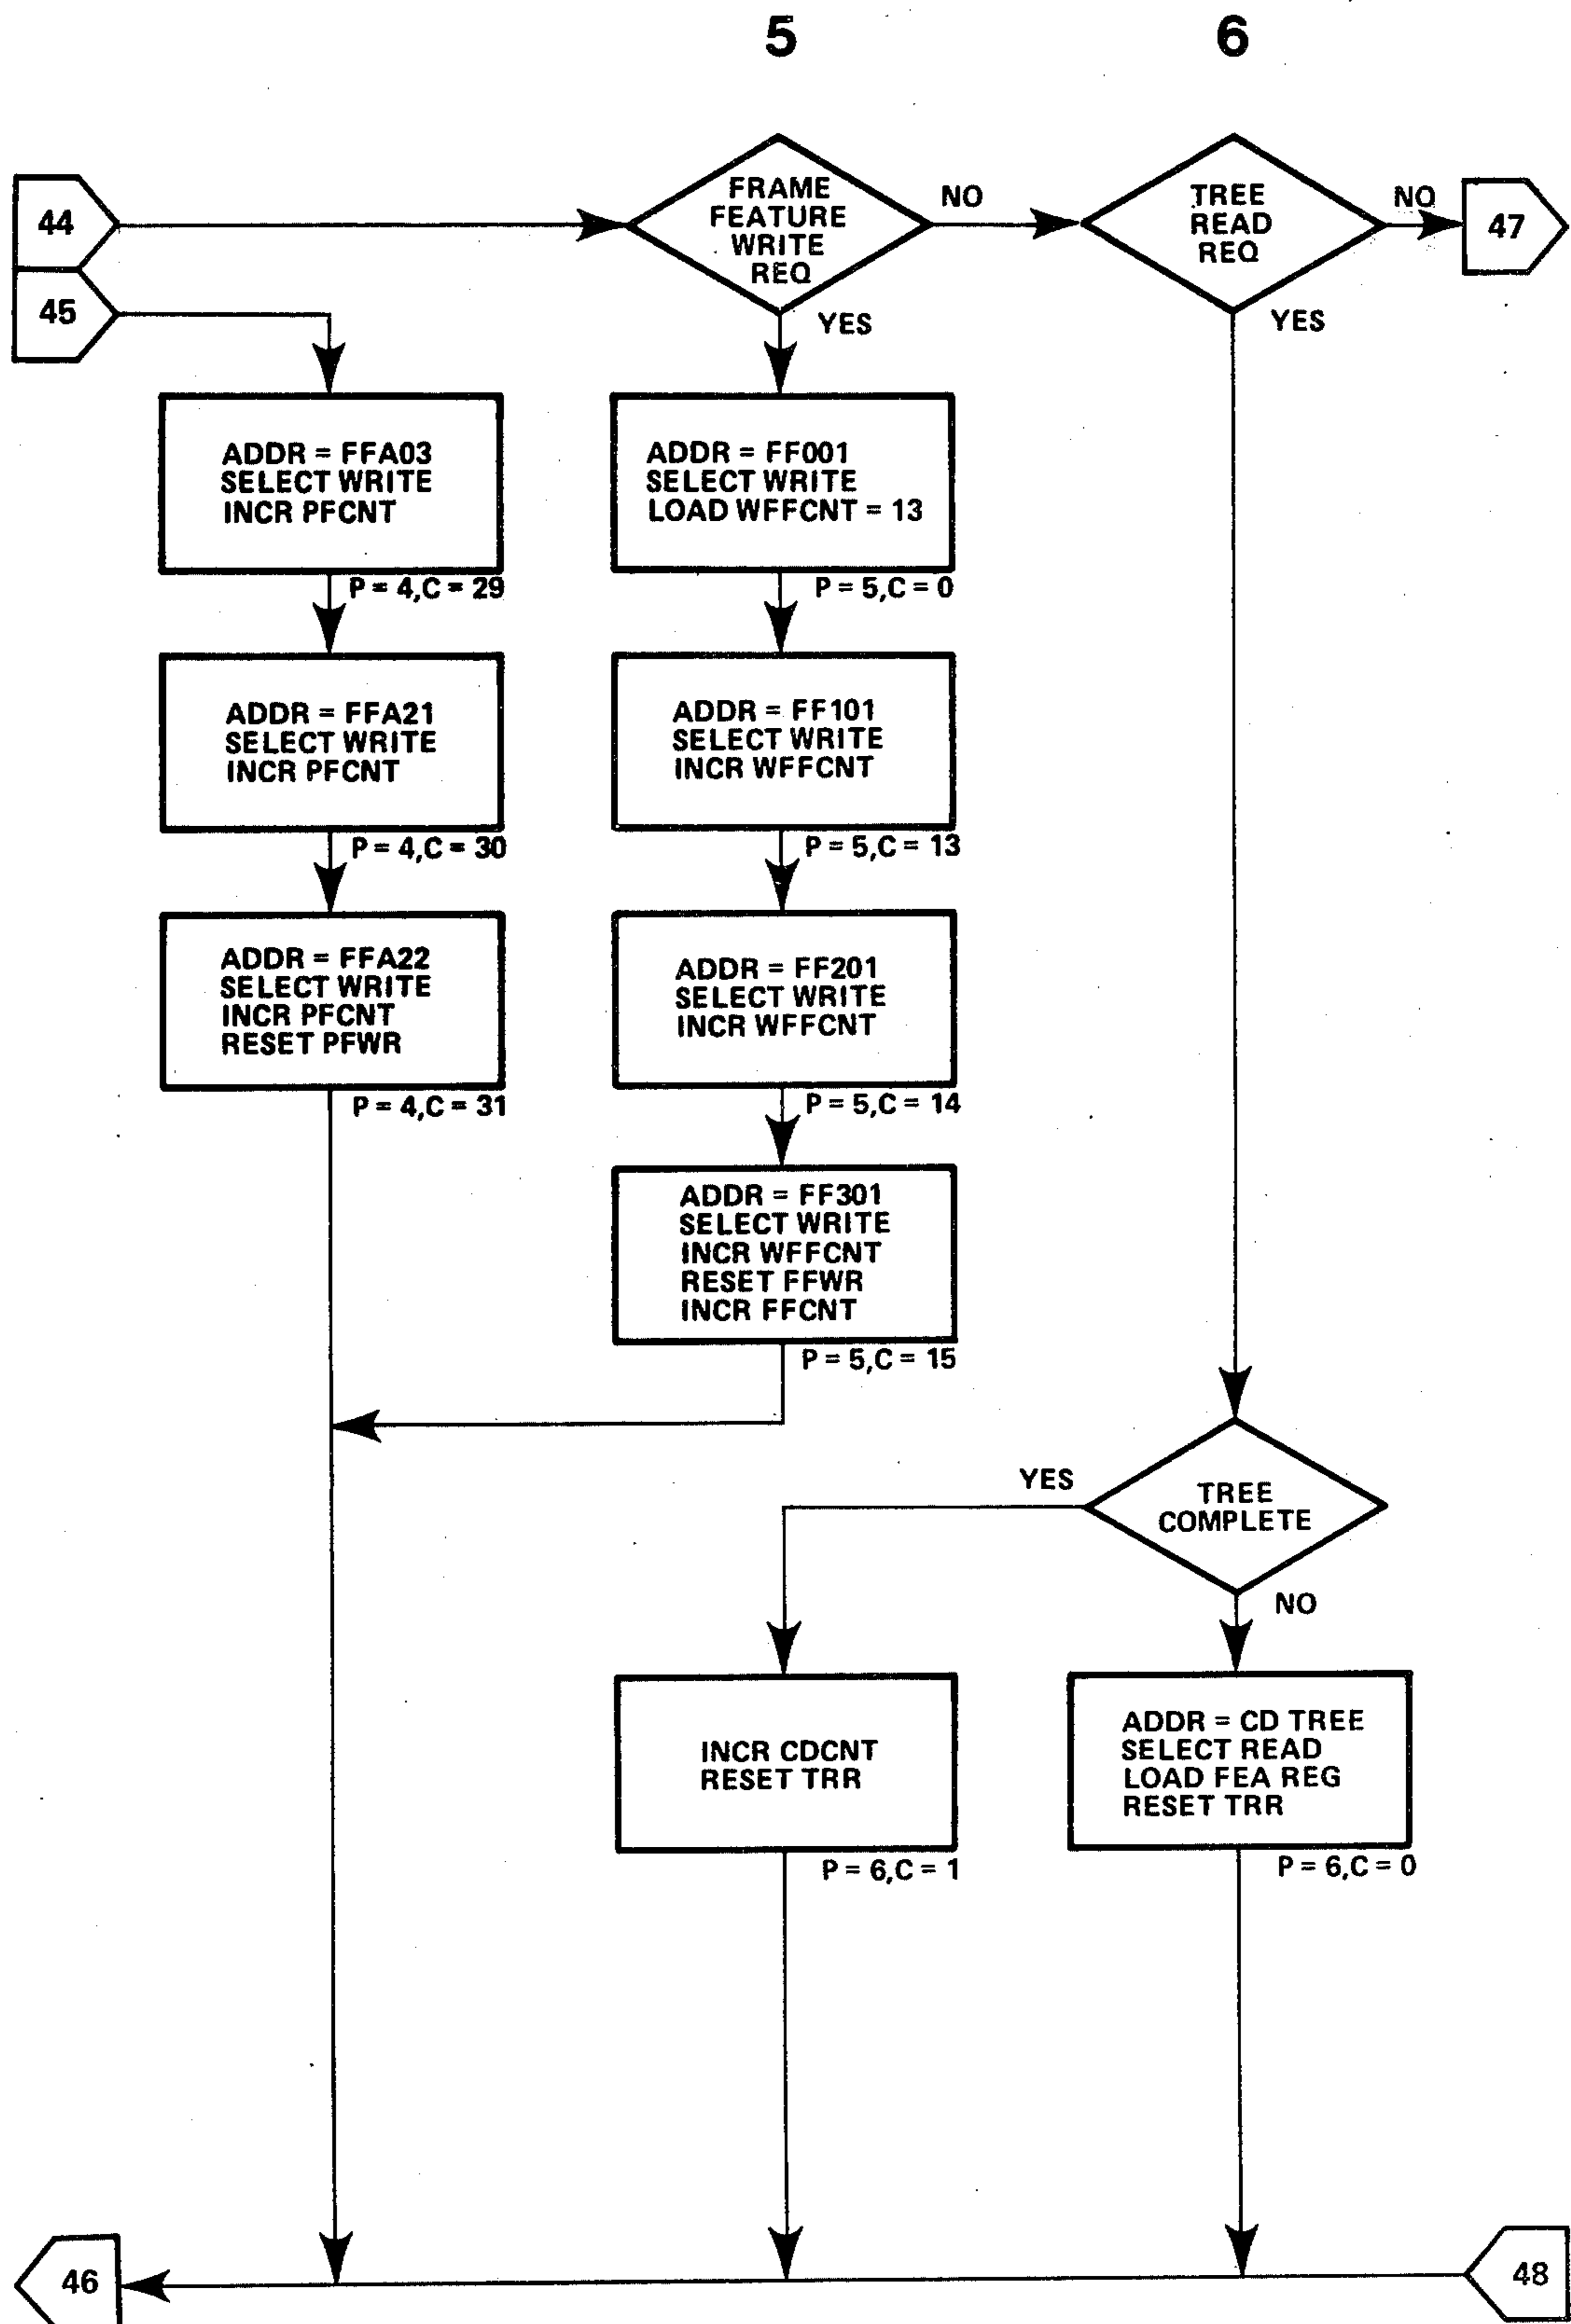 5
6
44
FRAME
FEATURE
WRITE
REQ
NO
TREE
READ
REQ
NO
47
45
YES
YES
ADDR = FFA03
SELECT WRITE
INCR PFCNT
P = 4,C = 29
ADDR = FF001
SELECT WRITE
LOAD WFFCNT = 13
P = 5,C = 0
ADDR = FFA21
SELECT WRITE
INCR PFCNT
P = 4,C = 30
ADDR = FF101
SELECT WRITE
INCR WFFCNT
P = 5,C = 13
ADDR = FFA22
SELECT WRITE
INCR PFCNT
RESET PFWR
P = 4,C = 31
ADDR = FF201
SELECT WRITE
INCR WFFCNT
P = 5,C = 14
ADDR = FF301
SELECT WRITE
INCR WFFCNT
RESET FFWR
INCR FFCNT
P = 5,C = 15
YES
TREE
COMPLETE
NO
INCR CDCNT
RESET TRR
P = 6,C = 1
ADDR = CD TREE
SELECT READ
LOAD FEA REG
RESET TRR
P = 6,C = 0
46
48